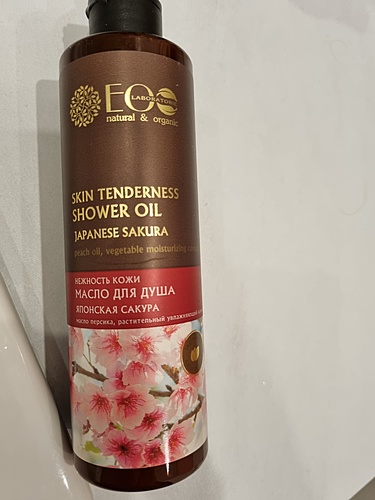 ECO
LABORATORIE
natural & organic
SKIN TENDERNESS
SHOWER OIL
JAPANESE SAKURA
peach oil, vegetable moisturizing
НЕЖНОСТЬ КОЖИ
МАСЛО ДЛЯ ДУША
ЯПОНСКАЯ САКУРА
масло персика, растительный увлажняющий